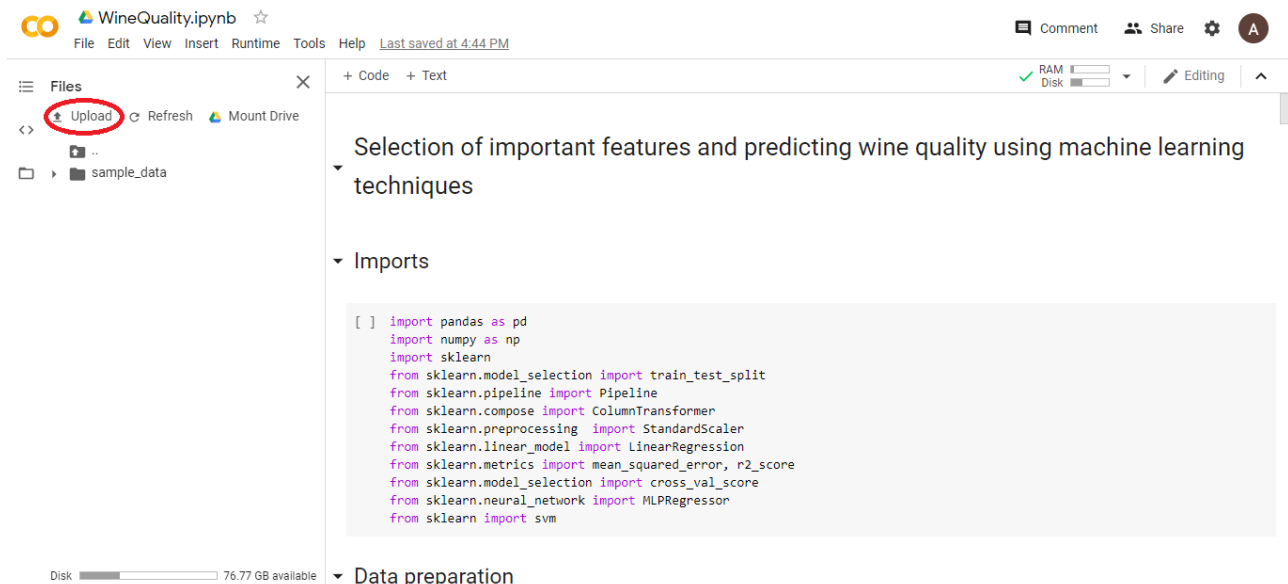 WineQuality.ipynb
File Edit View Insert Runtime Tools Help Last saved at 4:44 PM
Comment Share A
Files
+ Code + Text
RAM
Disk
Editing
Upload Refresh Mount Drive
..
sample_data
Selection of important features and predicting wine quality using machine learning
techniques
Imports
[ ] import pandas as pd
import numpy as np
import sklearn
from sklearn.model_selection import train_test_split
from sklearn.pipeline import Pipeline
from sklearn.compose import ColumnTransformer
from sklearn.preprocessing  import StandardScaler
from sklearn.linear_model import LinearRegression
from sklearn.metrics import mean_squared_error, r2_score
from sklearn.model_selection import cross_val_score
from sklearn.neural_network import MLPRegressor
from sklearn import svm
Disk 76.77 GB available
Data preparation